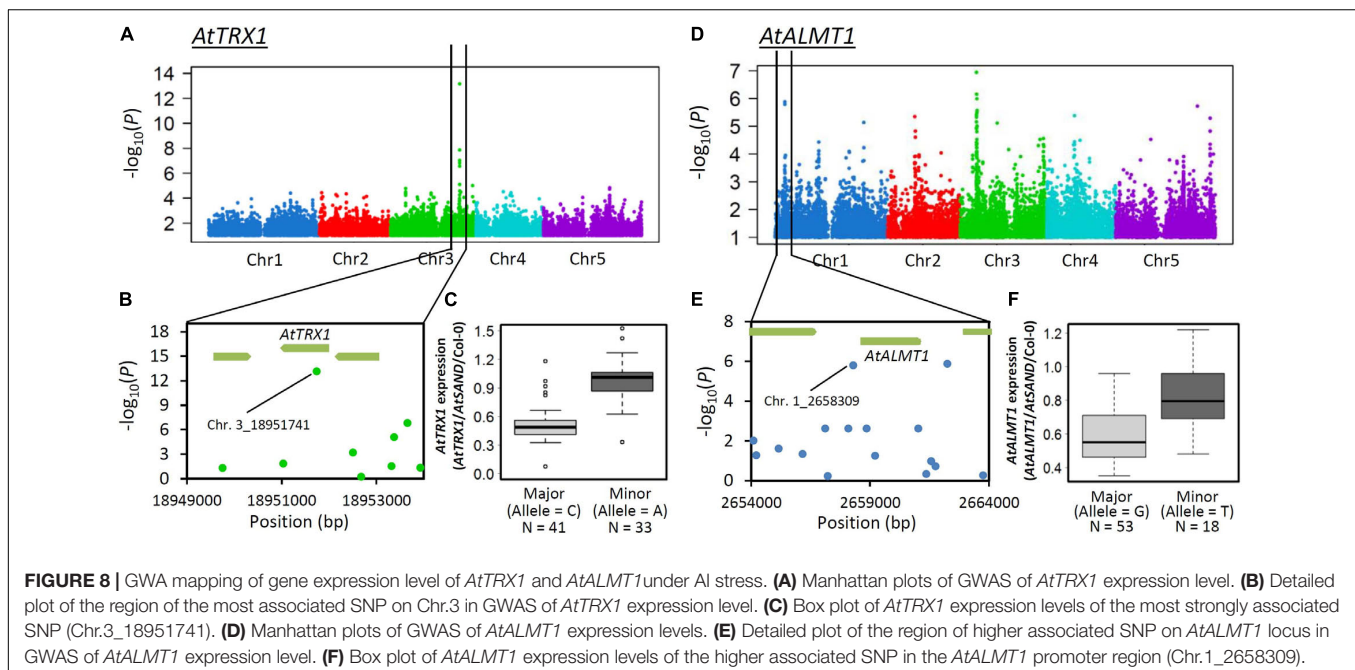 A
AtTRX1
14
12
10
8
6
4
2
-log10(P)
Chr1
Chr2
Chr3
Chr4
Chr5
D
AtALMT1
7
6
5
4
3
2
1
-log10(P)
Chr1
Chr2
Chr3
Chr4
Chr5
B
18
15
12
9
6
3
0
-log10(P)
AtTRX1
Chr. 3_18951741
18949000
18951000
18953000
Position (bp)
C
1.5
1.2
0.9
0.6
0.3
0.0
AtTRX1 expression
(AtTRX1/AtSAND/Col-0)
Major
(Allele = C)
N = 41
Minor
(Allele = A)
N = 33
E
8
6
4
2
0
-log10(P)
AtALMT1
Chr. 1_2658309
2654000
2659000
2664000
Position (bp)
F
1.2
1.0
0.8
0.6
0.4
AtALMT1 expression
(AtALMT1/AtSAND/Col-0)
Major
(Allele = G)
N = 53
Minor
(Allele = T)
N = 18
FIGURE 8 | GWA mapping of gene expression level of AtTRX1 and AtALMT1under Al stress. (A) Manhattan plots of GWAS of AtTRX1 expression level. (B) Detailed
plot of the region of the most associated SNP on Chr.3 in GWAS of AtTRX1 expression level. (C) Box plot of AtTRX1 expression levels of the most strongly associated
SNP (Chr.3_18951741). (D) Manhattan plots of GWAS of AtALMT1 expression levels. (E) Detailed plot of the region of higher associated SNP on AtALMT1 locus in
GWAS of AtALMT1 expression level. (F) Box plot of AtALMT1 expression levels of the higher associated SNP in the AtALMT1 promoter region (Chr.1_2658309).